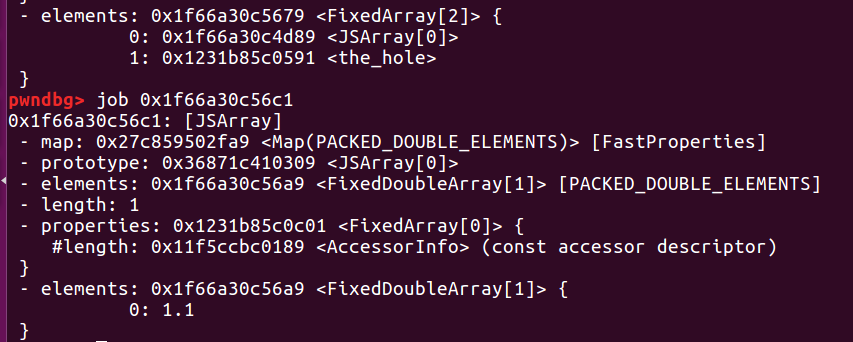 - elements: 0x1f66a30c5679 <FixedArray[2]> {
0: 0x1f66a30c4d89 <JSArray[0]>
1: 0x1231b85c0591 <the_hole>
}
pwndbg> job 0x1f66a30c56c1
0x1f66a30c56c1: [JSArray]
- map: 0x27c859502fa9 <Map(PACKED_DOUBLE_ELEMENTS)> [FastProperties]
- prototype: 0x36871c410309 <JSArray[0]>
- elements: 0x1f66a30c56a9 <FixedDoubleArray[1]> [PACKED_DOUBLE_ELEMENTS]
- length: 1
- properties: 0x1231b85c0c01 <FixedArray[0]> {
#length: 0x11f5ccbc0189 <AccessorInfo> (const accessor descriptor)
}
- elements: 0x1f66a30c56a9 <FixedDoubleArray[1]> {
0: 1.1
}